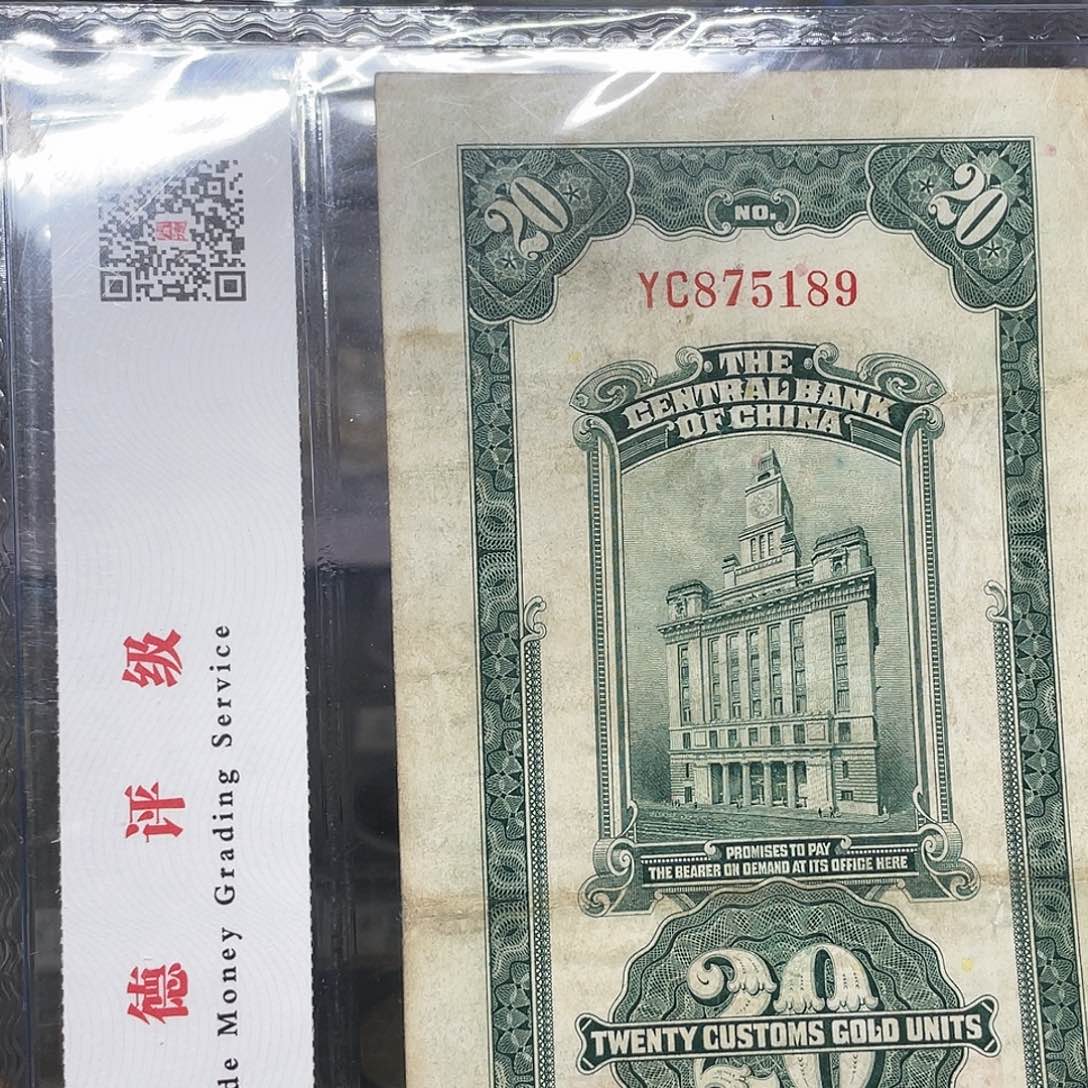 20
NO.
20
YC875189
THE
CENTRAL BANK
OF CHINA
PROMISES TO PAY
THE BEARER ON DEMAND AT ITS OFFICE HERE
20
TWENTY CUSTOMS GOLD UNITS
德 评 级
de Money Grading Service